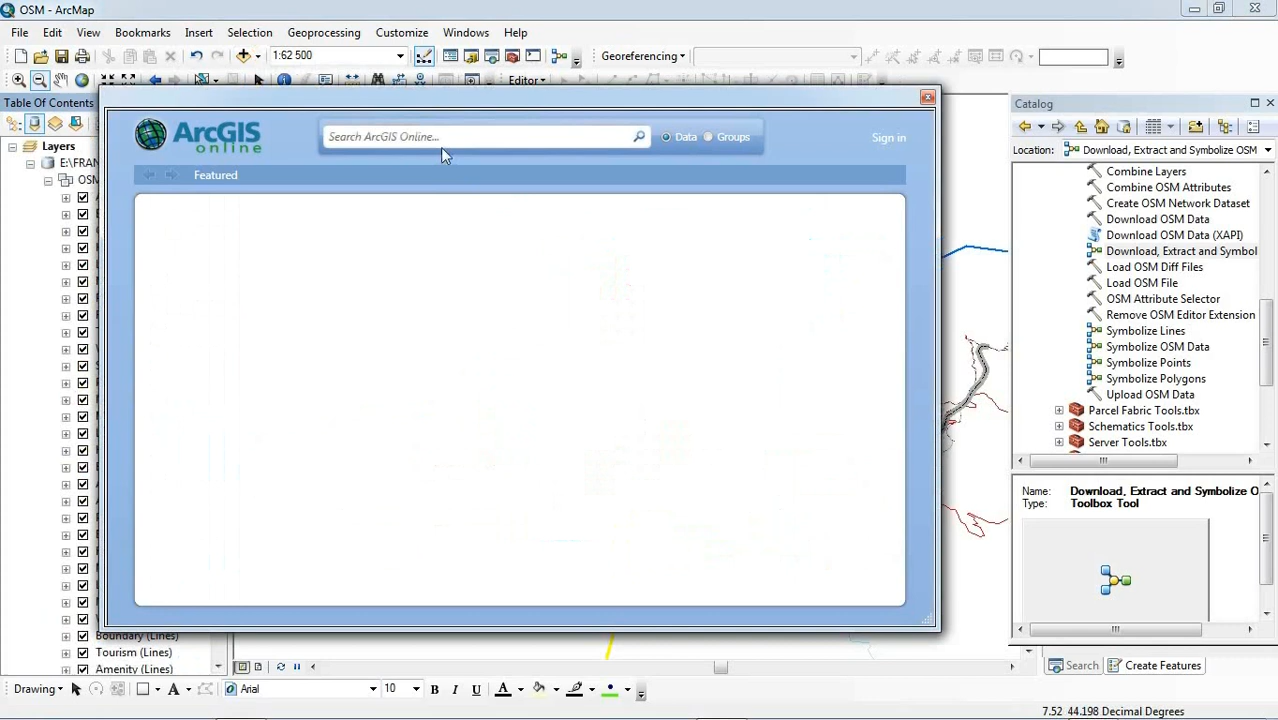 OSM - ArcMap
File Edit View Bookmarks Insert Selection Geoprocessing Customize Windows Help
1:62.500
Georeferencing
Editor
Table Of Contents
Layers
E:\FRAN
OSM
ArcGIS online
Search ArcGIS Online...
Data Groups
Sign in
Featured
Boundary (Lines)
Tourism (Lines)
Amenity (Lines)
Catalog
Location: Download, Extract and Symbolize OSM
Combine Layers
Combine OSM Attributes
Create OSM Network Dataset
Download OSM Data
Download OSM Data (XAPI)
Download, Extract and Symbol
Load OSM Diff Files
Load OSM File
OSM Attribute Selector
Remove OSM Editor Extension
Symbolize Lines
Symbolize OSM Data
Symbolize Points
Symbolize Polygons
Upload OSM Data
Parcel Fabric Tools.tbx
Schematics Tools.tbx
Server Tools.tbx
Name: Download, Extract and Symbolize O
Type: Toolbox Tool
Search Create Features
Drawing A Arial 10 B I U A
7.52 44.198 Decimal Degrees